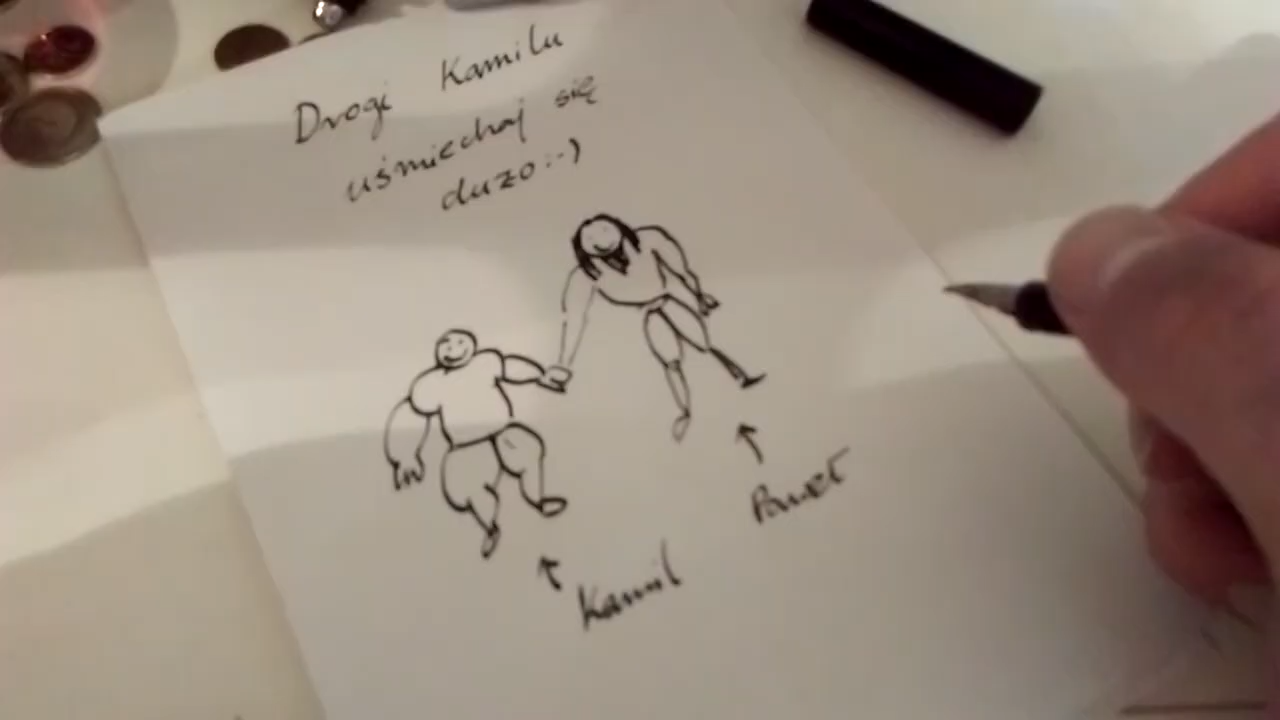 Drogi Kamilu
uśmiechaj się
dużo :-)
Paweł
Kamil